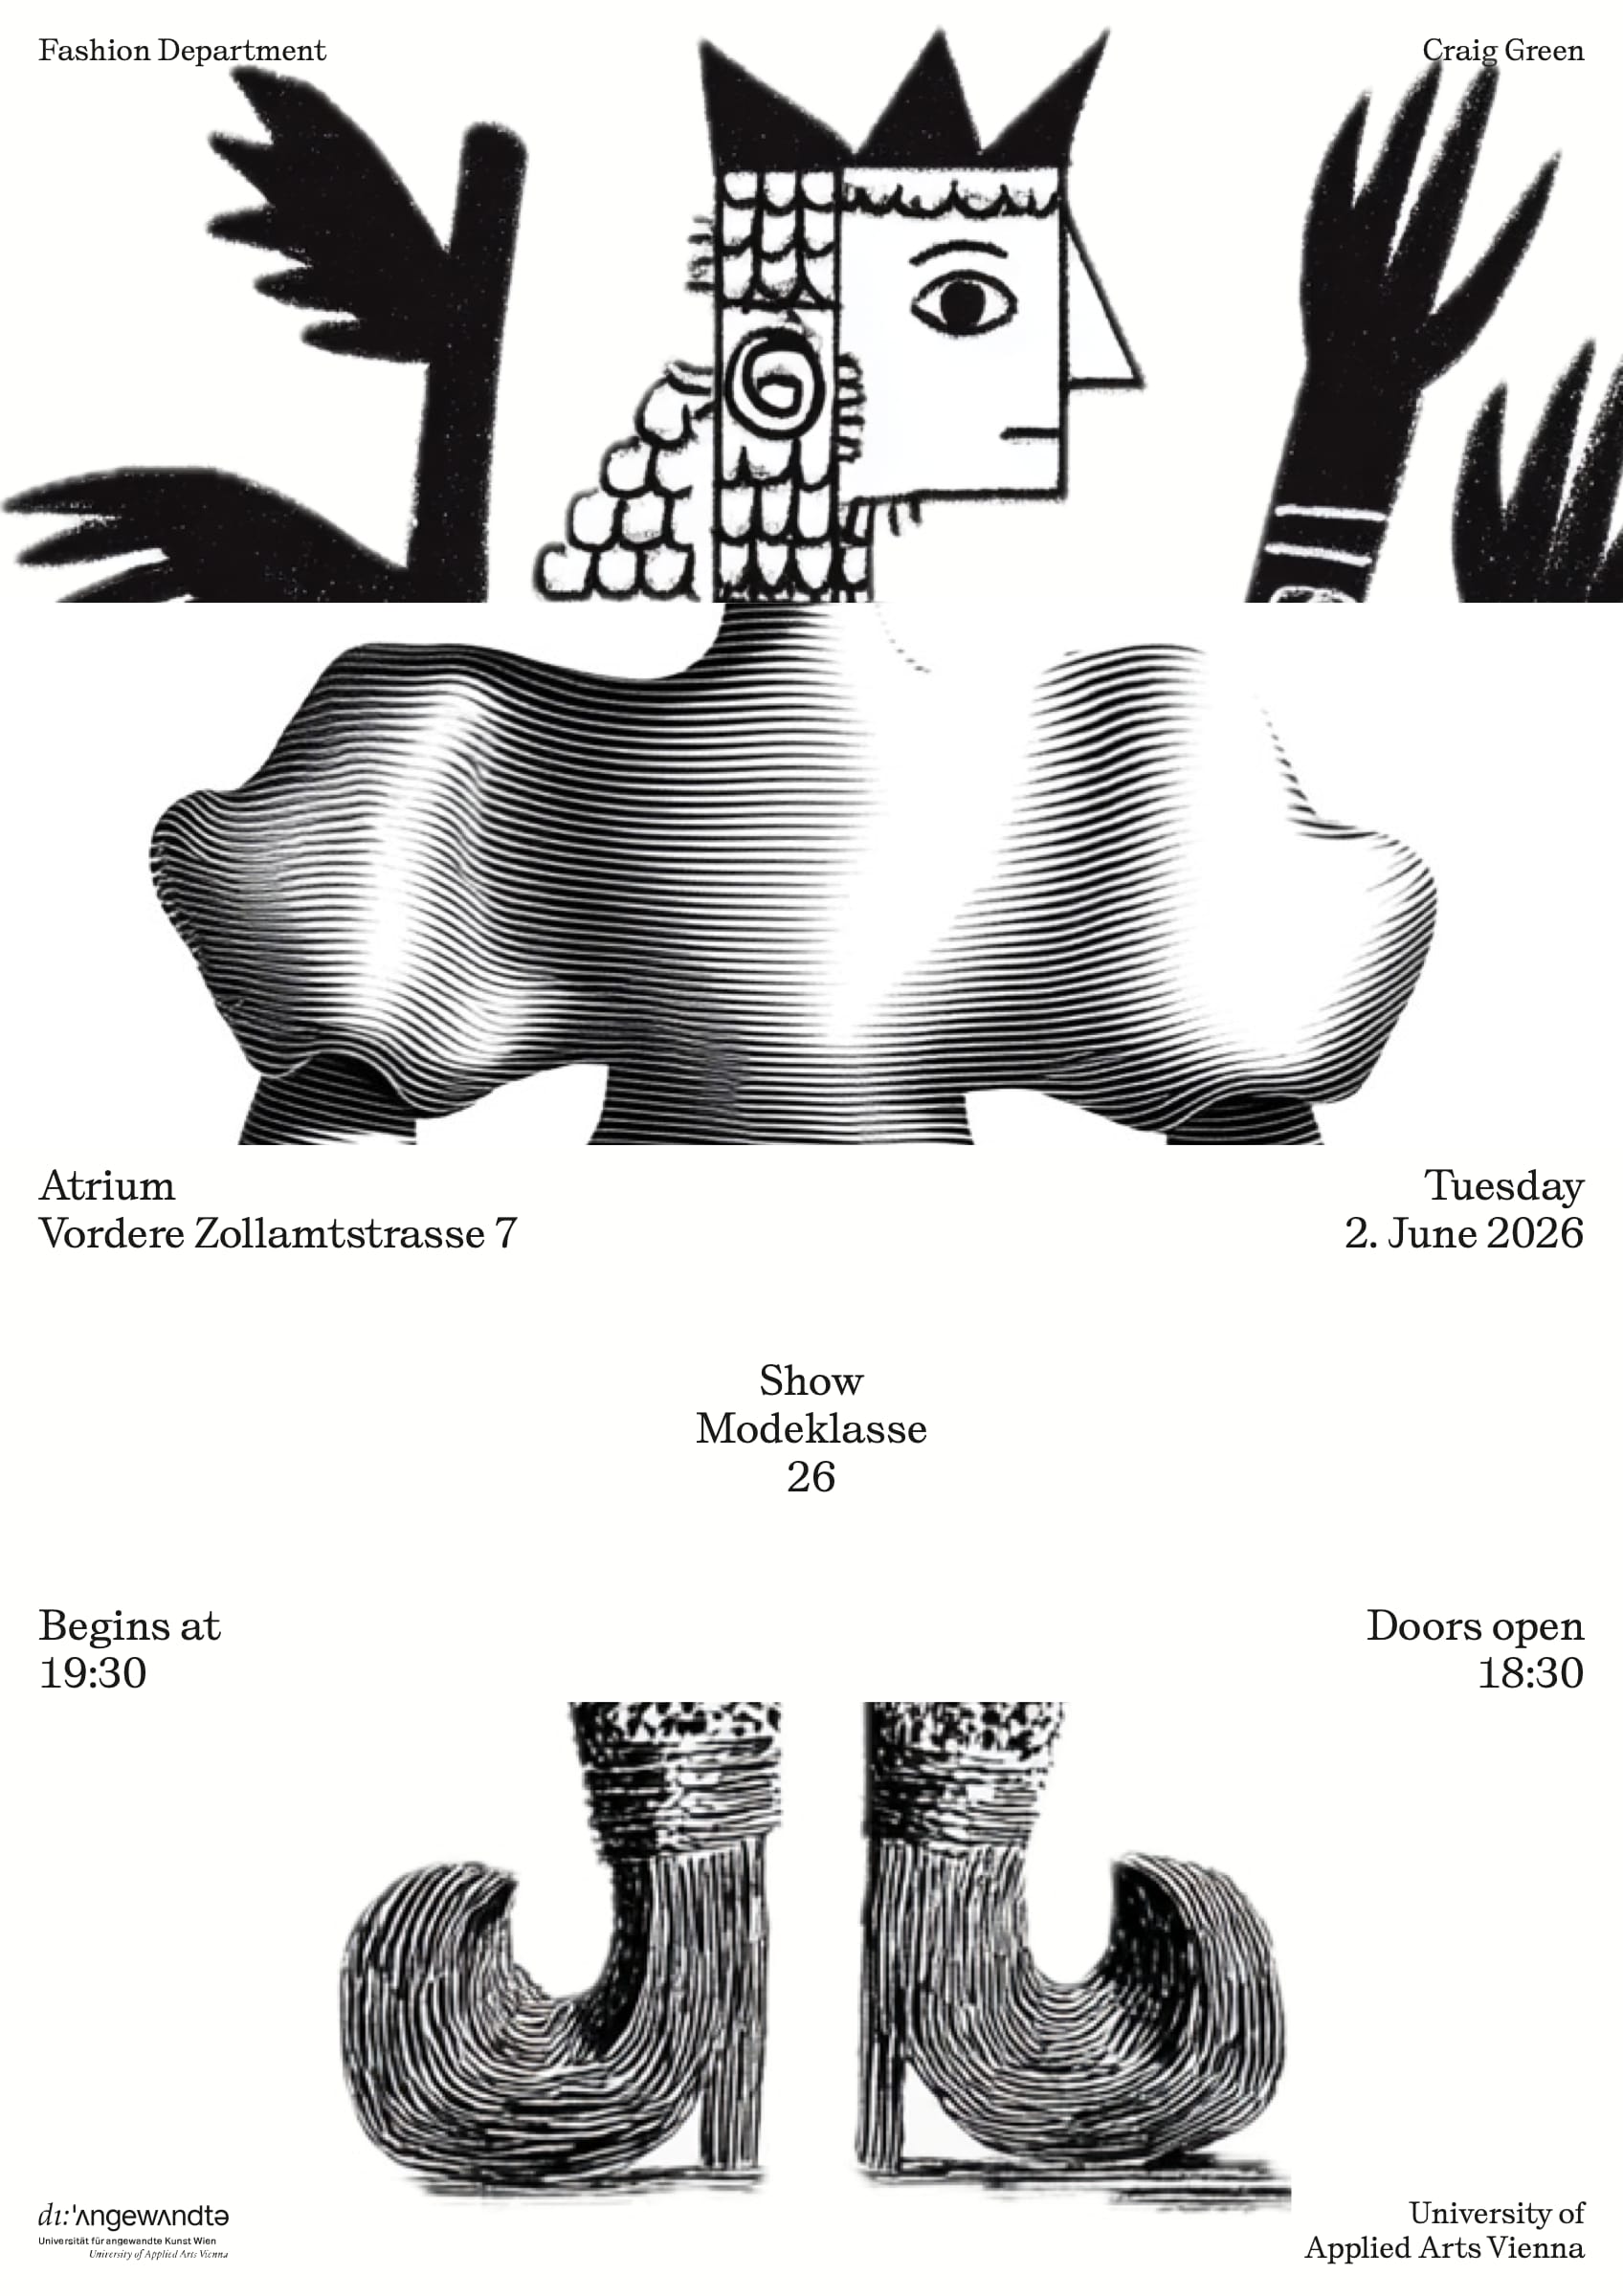 Fashion Department
Craig Green
Atrium
Vordere Zollamtstrasse 7
Tuesday
2. June 2026
Show
Modeklasse
26
Begins at
19:30
Doors open
18:30
dı:'ʌngewʌndtə
Universität für angewandte Kunst Wien
University of Applied Arts Vienna
University of
Applied Arts Vienna